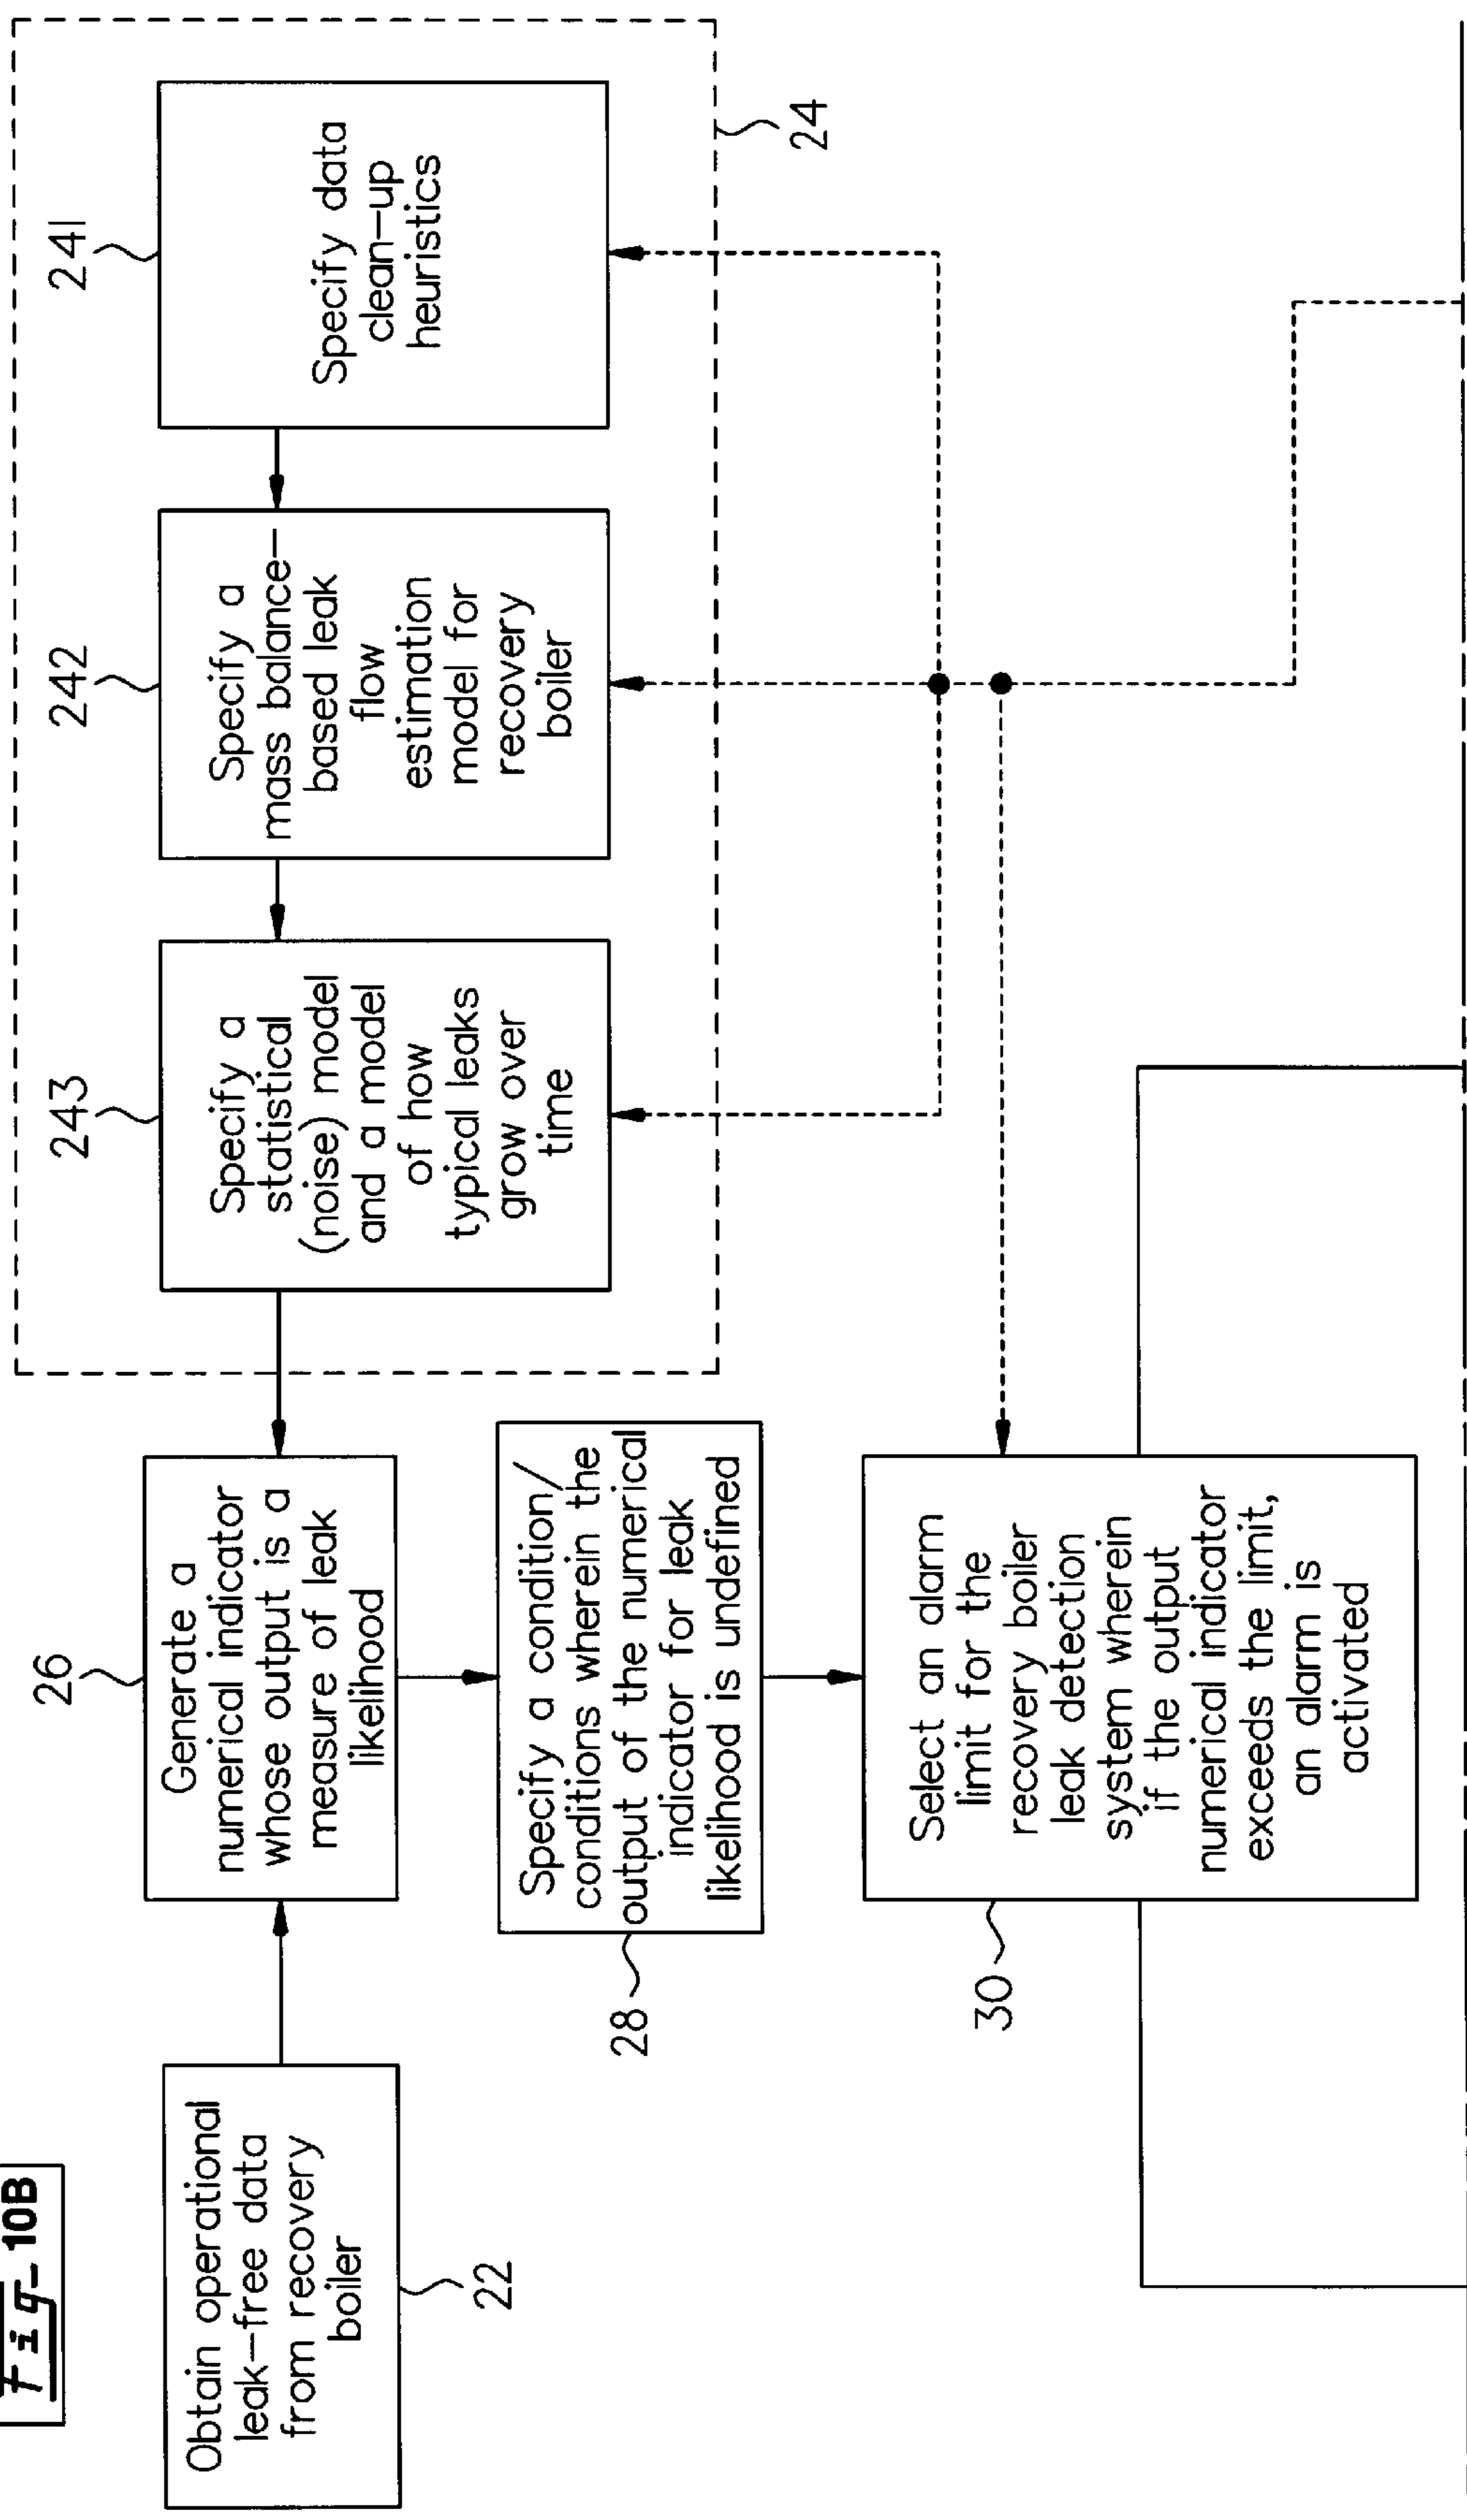 Fig-10B
Obtain operational
leak-free data
from recovery
boiler
22
26
Generate a
numerical indicator
whose output is a
measure of leak
likelihood
243
Specify a
statistical
(noise) model
and a model
of how
typical leaks
grow over
time
242
Specify a
mass balance-
based leak
flow
estimation
model for
recovery
boiler
241
Specify data
clean-up
heuristics
24
28
Specify a condition/
conditions wherein the
output of the numerical
indicator for leak
likelihood is undefined
30
Select an alarm
limit for the
recovery boiler
leak detection
system wherein
if the output
numerical indicator
exceeds the limit,
an alarm is
activated